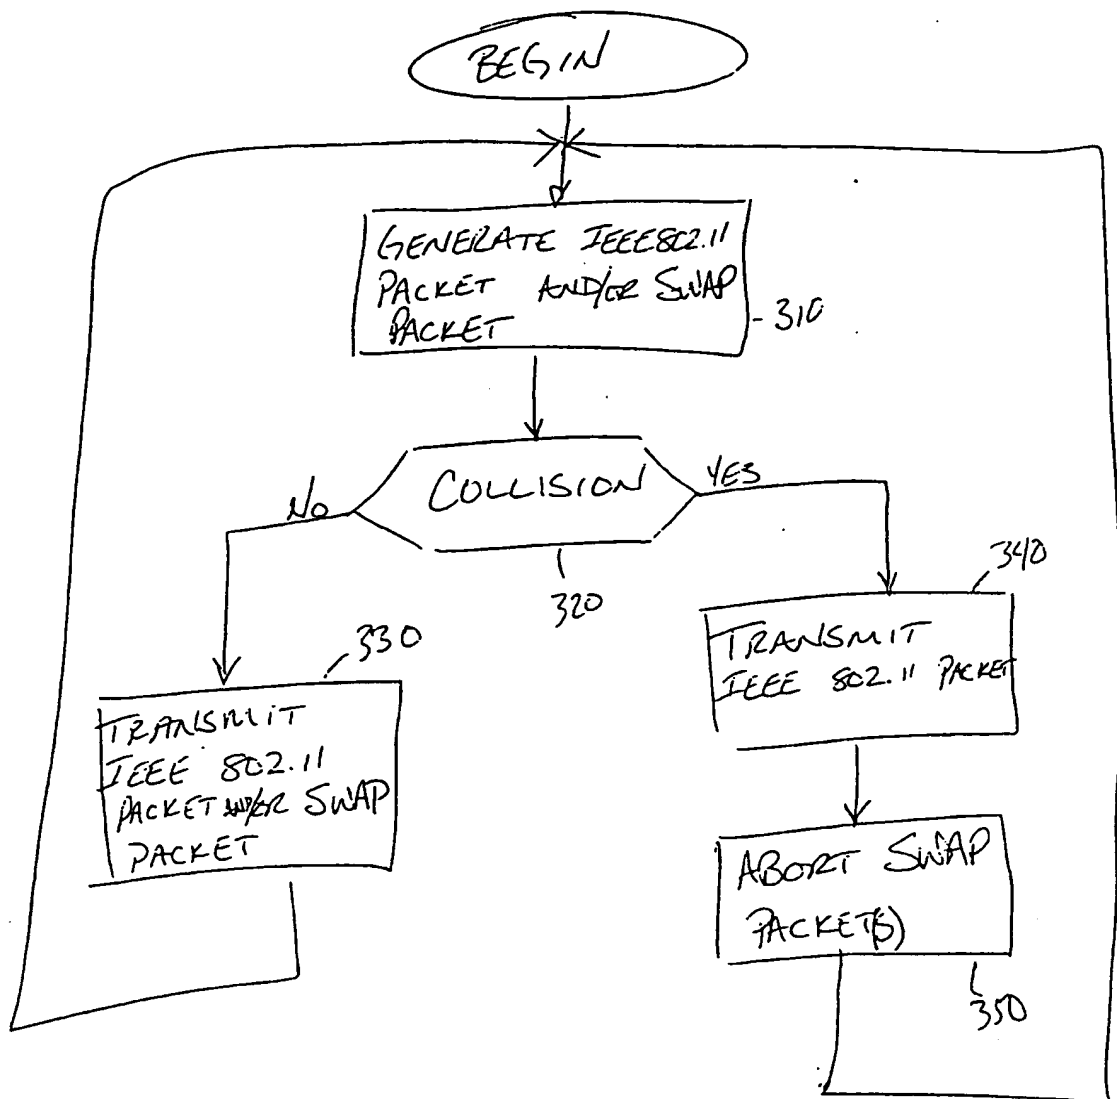 BEGIN
GENERATE IEEE802.11
PACKET AND/OR SWAP
PACKET
- 310
COLLISION
NO
YES
320
340
330
TRANSMIT
IEEE 802.11 PACKET
TRANSMIT
IEEE 802.11
PACKET AND/OR SWAP
PACKET
ABORT SWAP
PACKET(S)
350